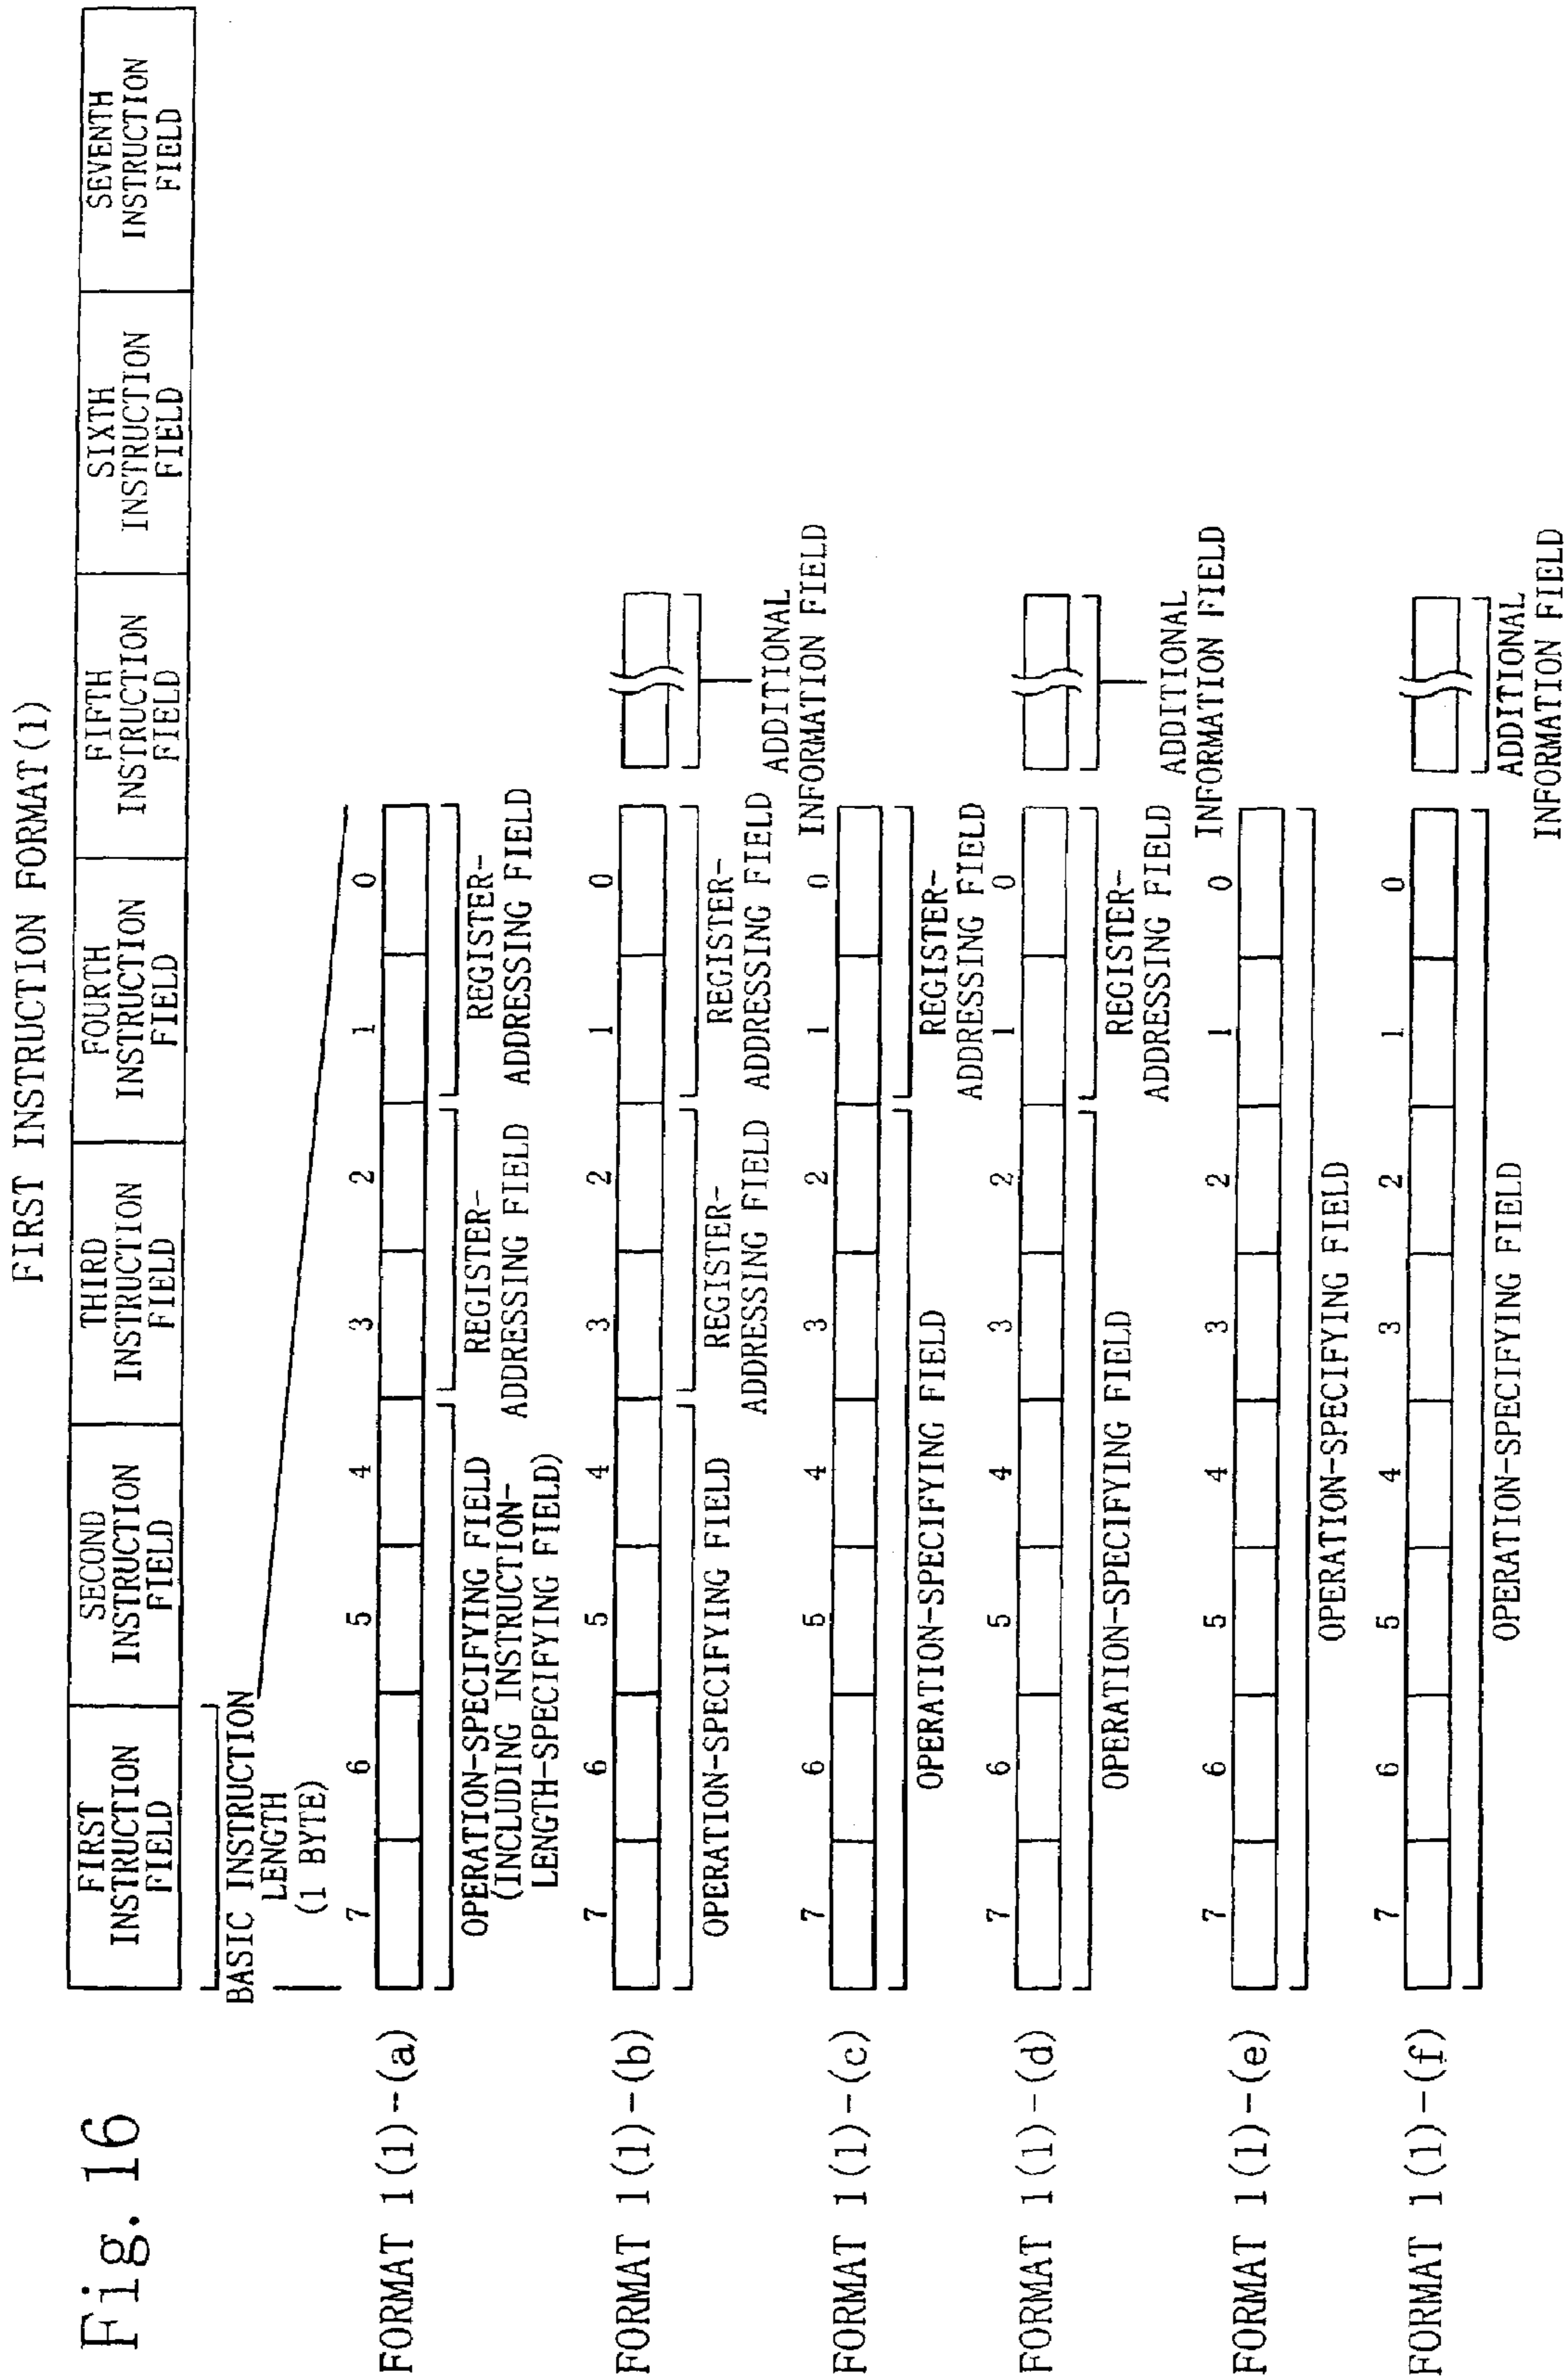 Fig. 16
FIRST INSTRUCTION FORMAT(1)
FIRST
INSTRUCTION
FIELD
SECOND
INSTRUCTION
FIELD
THIRD
INSTRUCTION
FIELD
FOURTH
INSTRUCTION
FIELD
FIFTH
INSTRUCTION
FIELD
SIXTH
INSTRUCTION
FIELD
SEVENTH
INSTRUCTION
FIELD
BASIC INSTRUCTION
LENGTH
(1 BYTE)
FORMAT 1(1)-(a)
7 6 5 4 3 2 1 0
OPERATION-SPECIFYING FIELD
(INCLUDING INSTRUCTION-
LENGTH-SPECIFYING FIELD)
REGISTER-
ADDRESSING FIELD
REGISTER-
ADDRESSING FIELD
FORMAT 1(1)-(b)
7 6 5 4 3 2 1 0
OPERATION-SPECIFYING FIELD
REGISTER-
ADDRESSING FIELD
REGISTER-
ADDRESSING FIELD
ADDITIONAL
INFORMATION FIELD
FORMAT 1(1)-(c)
7 6 5 4 3 2 1 0
OPERATION-SPECIFYING FIELD
REGISTER-
ADDRESSING FIELD
FORMAT 1(1)-(d)
7 6 5 4 3 2 1 0
OPERATION-SPECIFYING FIELD
REGISTER-
ADDRESSING FIELD
ADDITIONAL
INFORMATION FIELD
FORMAT 1(1)-(e)
7 6 5 4 3 2 1 0
OPERATION-SPECIFYING FIELD
FORMAT 1(1)-(f)
7 6 5 4 3 2 1 0
OPERATION-SPECIFYING FIELD
ADDITIONAL
INFORMATION FIELD